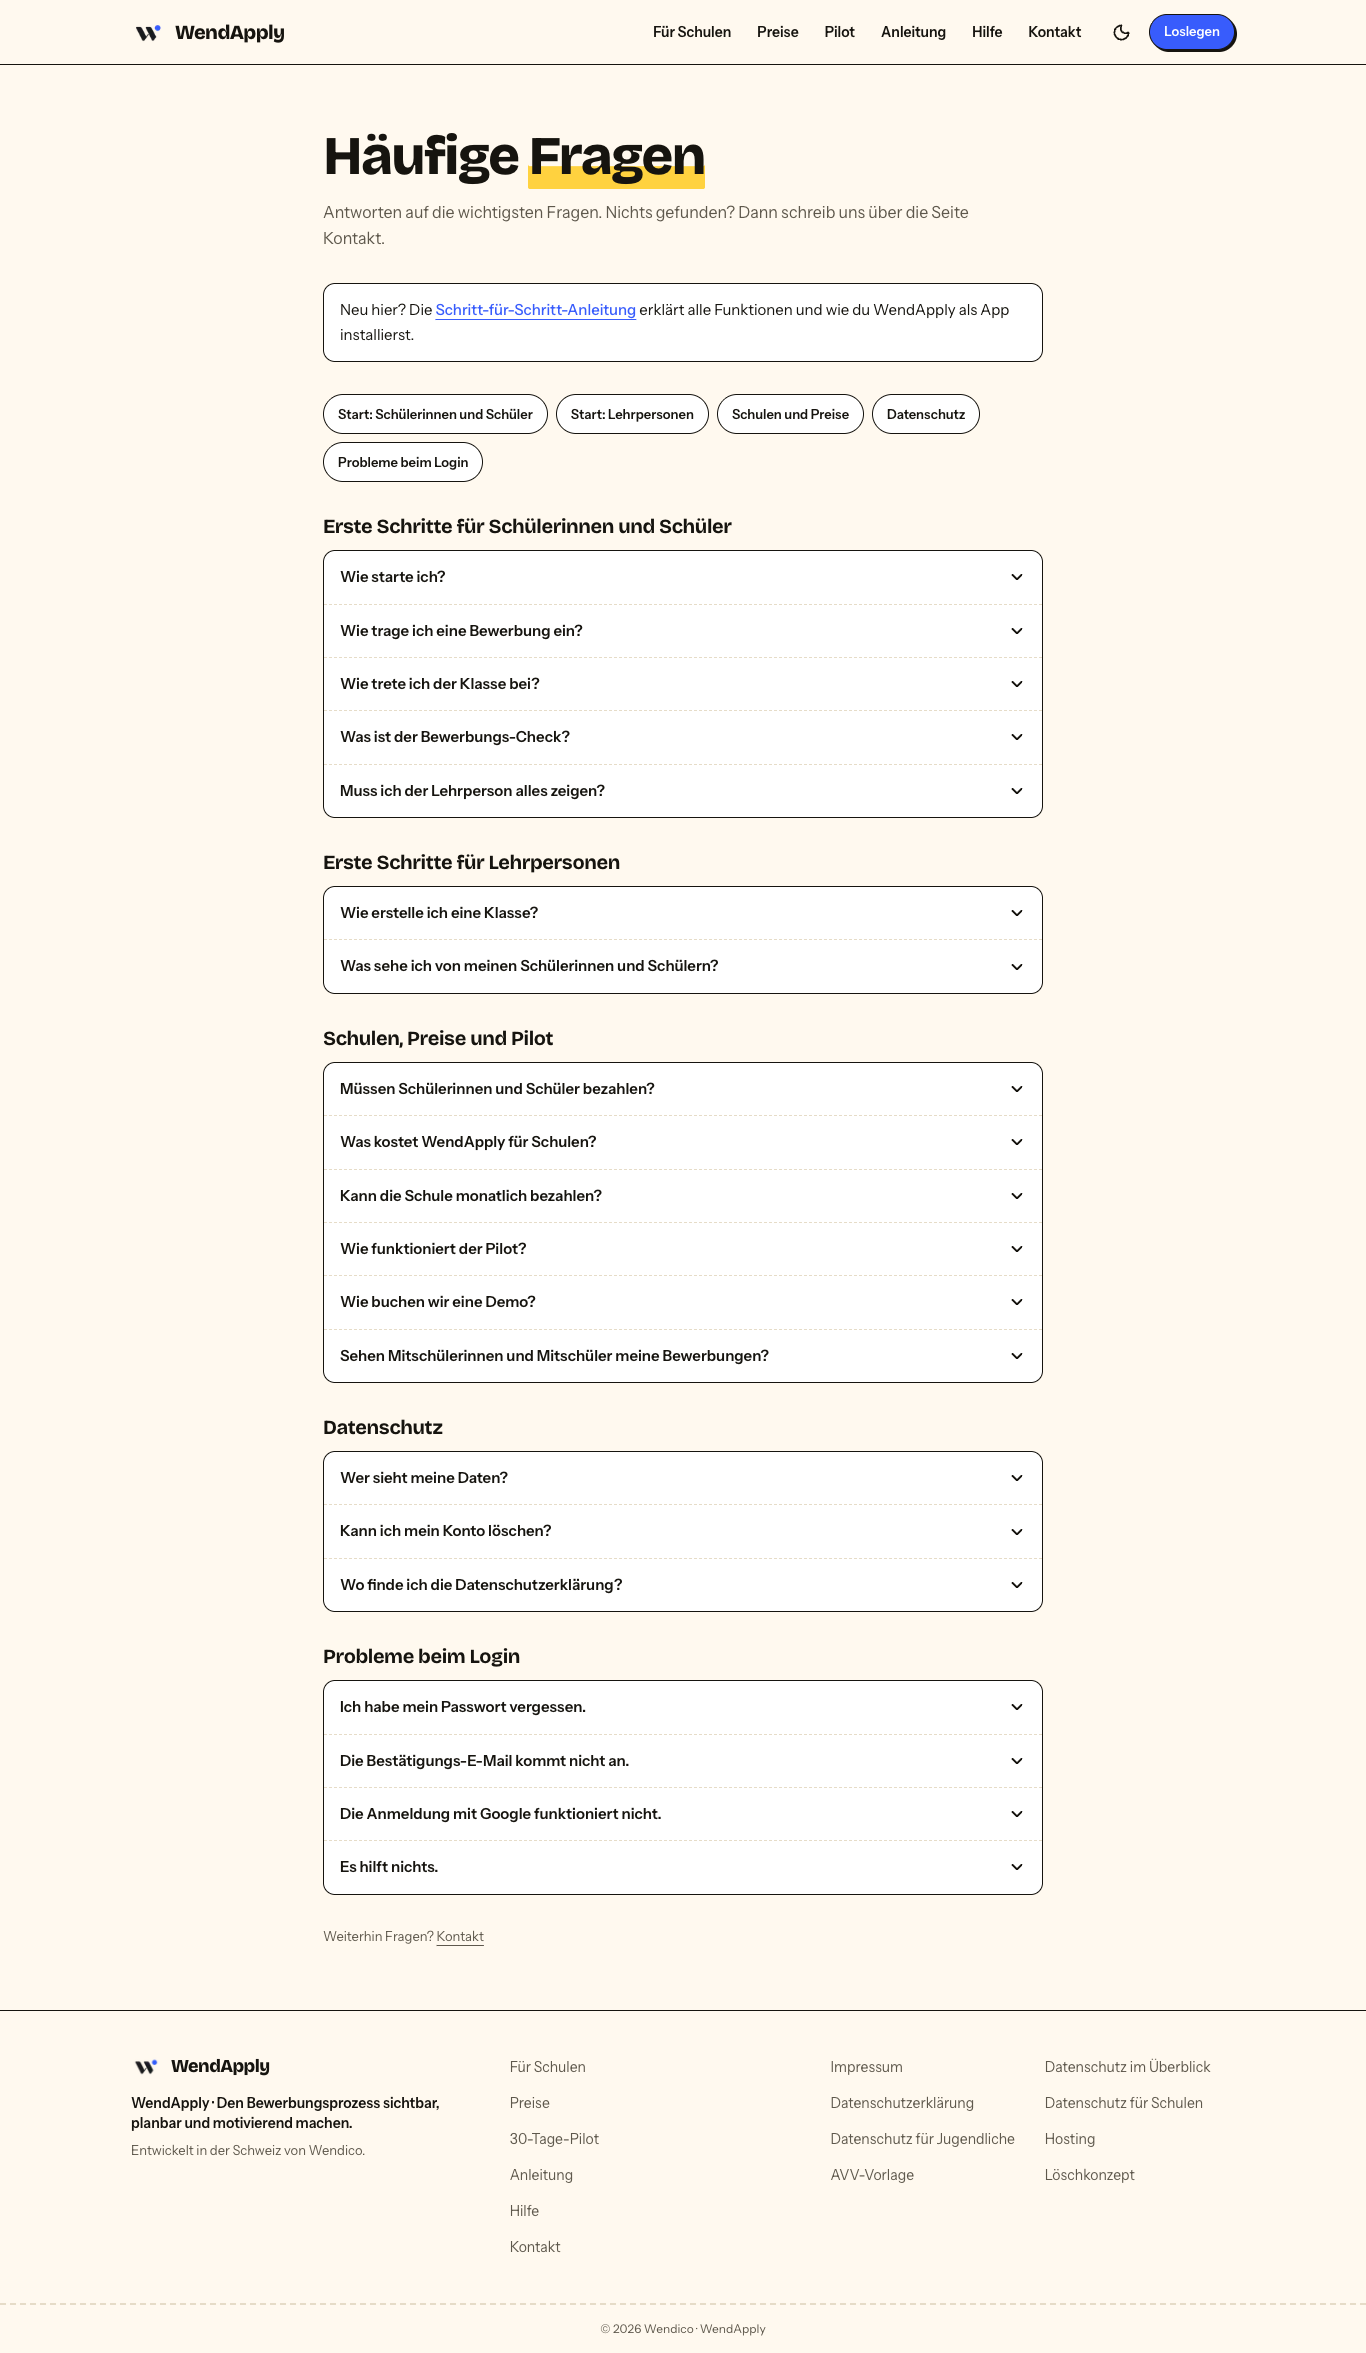 WendApply
Für Schulen
Preise
Pilot
Anleitung
Hilfe
Kontakt
Loslegen
Häufige Fragen
Antworten auf die wichtigsten Fragen. Nichts gefunden? Dann schreib uns über die Seite
Kontakt.
Neu hier? Die Schritt-für-Schritt-Anleitung erklärt alle Funktionen und wie du WendApply als App
installierst.
Start: Schülerinnen und Schüler
Start: Lehrpersonen
Schulen und Preise
Datenschutz
Probleme beim Login
Erste Schritte für Schülerinnen und Schüler
Wie starte ich?
Wie trage ich eine Bewerbung ein?
Wie trete ich der Klasse bei?
Was ist der Bewerbungs-Check?
Muss ich der Lehrperson alles zeigen?
Erste Schritte für Lehrpersonen
Wie erstelle ich eine Klasse?
Was sehe ich von meinen Schülerinnen und Schülern?
Schulen, Preise und Pilot
Müssen Schülerinnen und Schüler bezahlen?
Was kostet WendApply für Schulen?
Kann die Schule monatlich bezahlen?
Wie funktioniert der Pilot?
Wie buchen wir eine Demo?
Sehen Mitschülerinnen und Mitschüler meine Bewerbungen?
Datenschutz
Wer sieht meine Daten?
Kann ich mein Konto löschen?
Wo finde ich die Datenschutzerklärung?
Probleme beim Login
Ich habe mein Passwort vergessen.
Die Bestätigungs-E-Mail kommt nicht an.
Die Anmeldung mit Google funktioniert nicht.
Es hilft nichts.
Weiterhin Fragen? Kontakt
WendApply
WendApply · Den Bewerbungsprozess sichtbar,
planbar und motivierend machen.
Entwickelt in der Schweiz von Wendico.
Für Schulen
Preise
30-Tage-Pilot
Anleitung
Hilfe
Kontakt
Impressum
Datenschutzerklärung
Datenschutz für Jugendliche
AVV-Vorlage
Datenschutz im Überblick
Datenschutz für Schulen
Hosting
Löschkonzept
© 2026 Wendico · WendApply